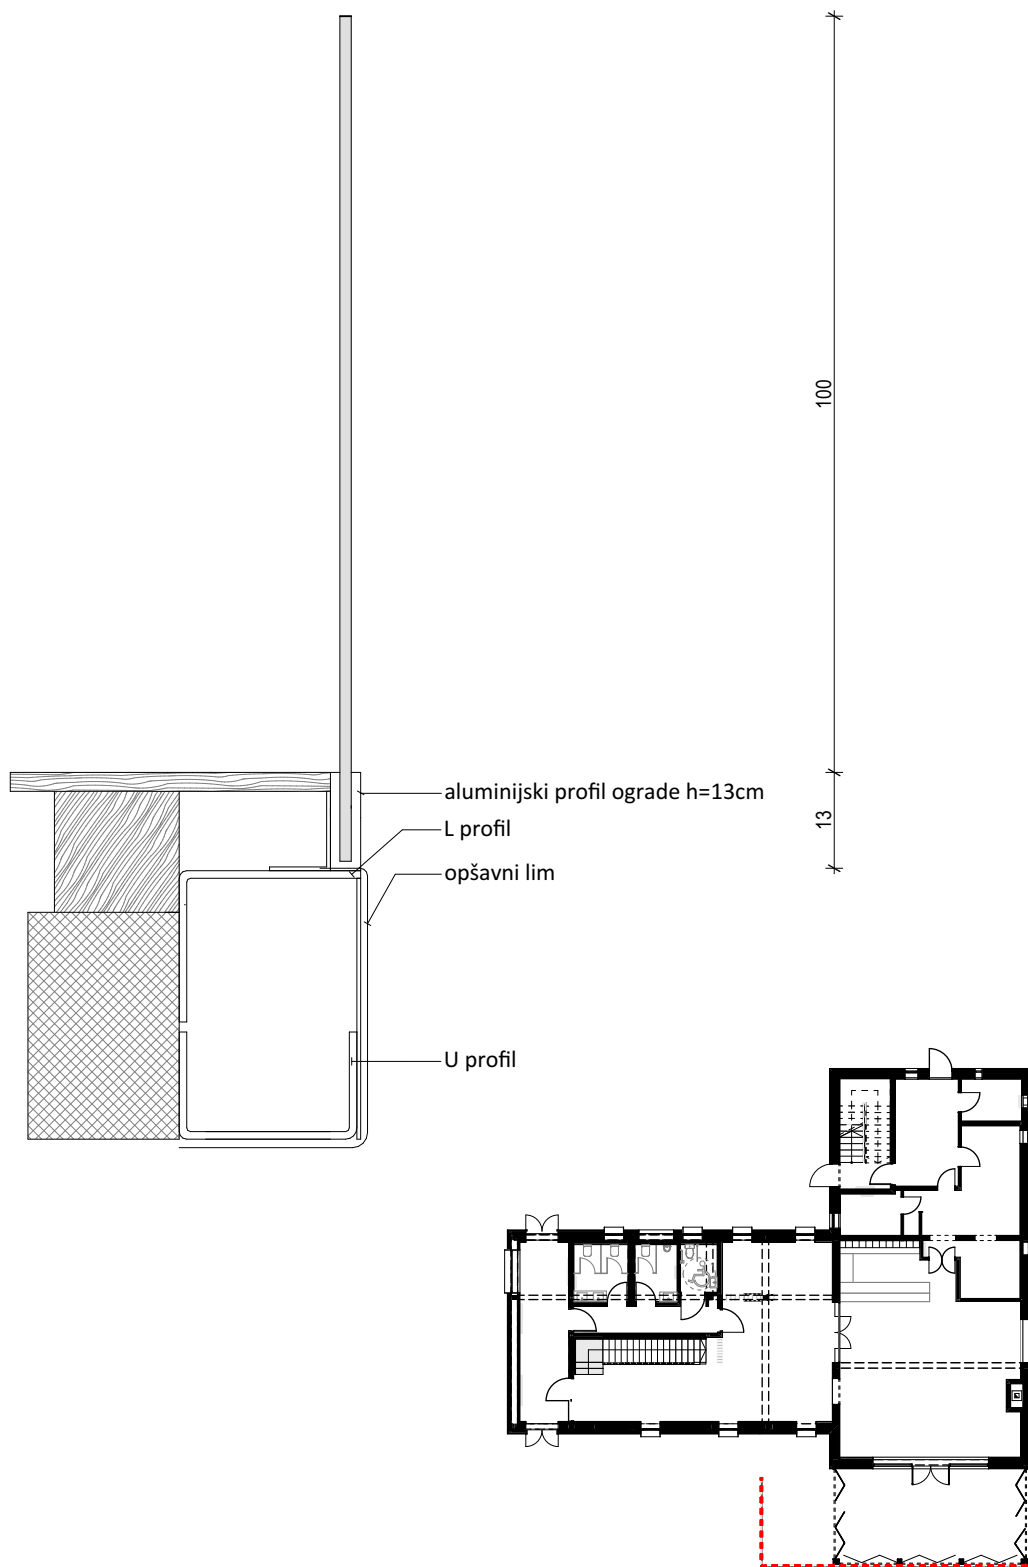 100
aluminijski profil ograde h=13cm
13
L profil
opšavni lim
U profil